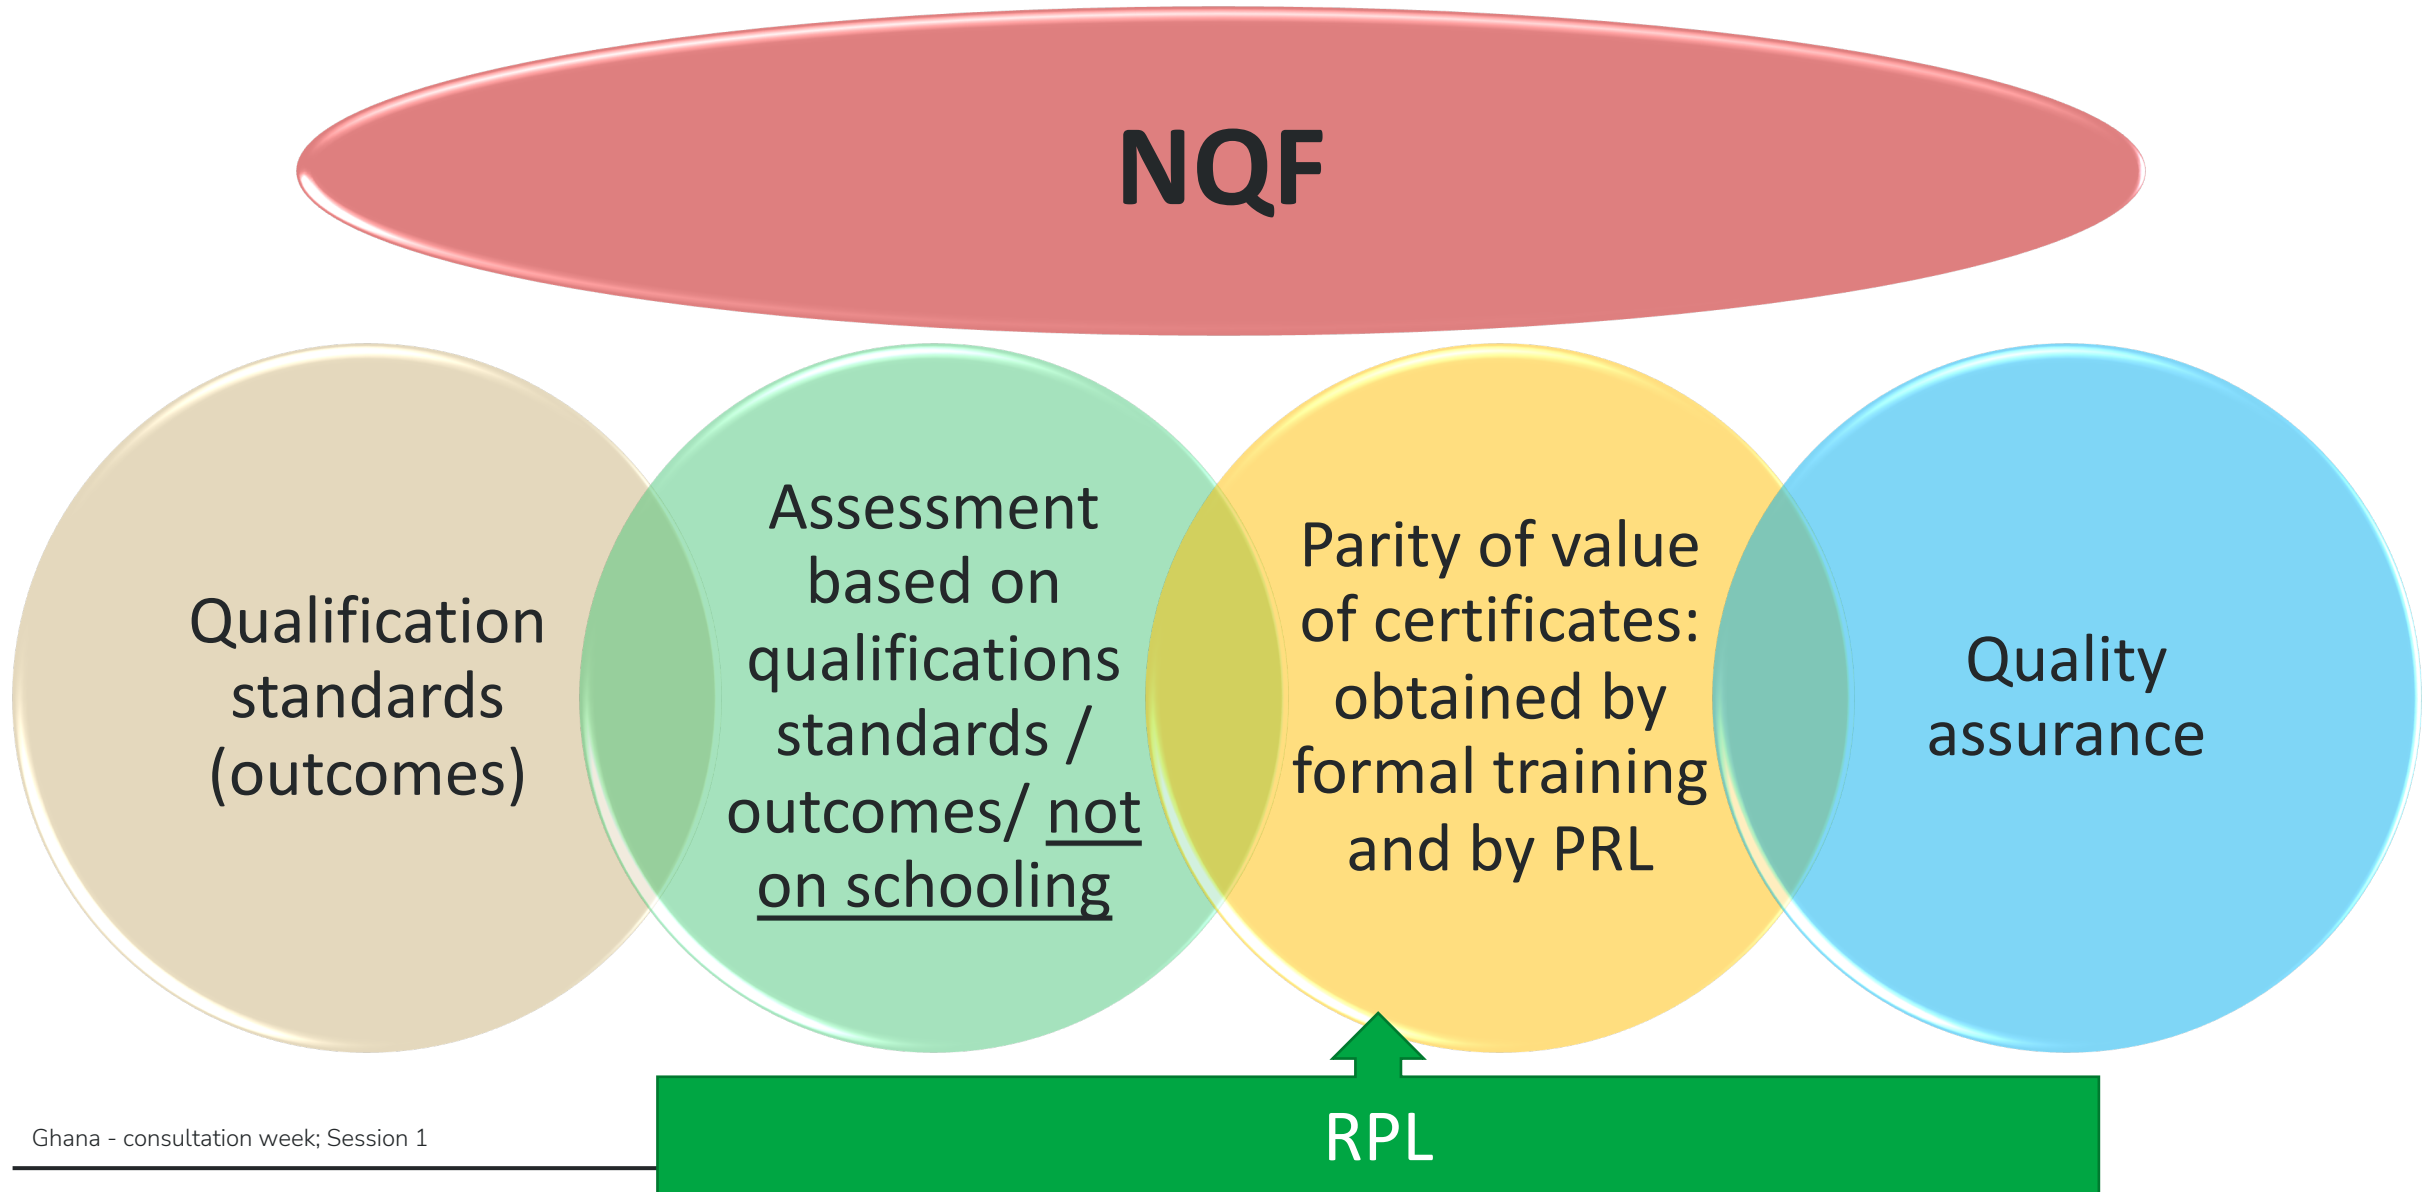 NQF
Qualification
standards
(outcomes)
Assessment
based on
qualifications
standards /
outcomes/ not
on schooling
Parity of value
of certificates:
obtained by
formal training
and by PRL
Quality
assurance
RPL
Ghana - consultation week; Session 1